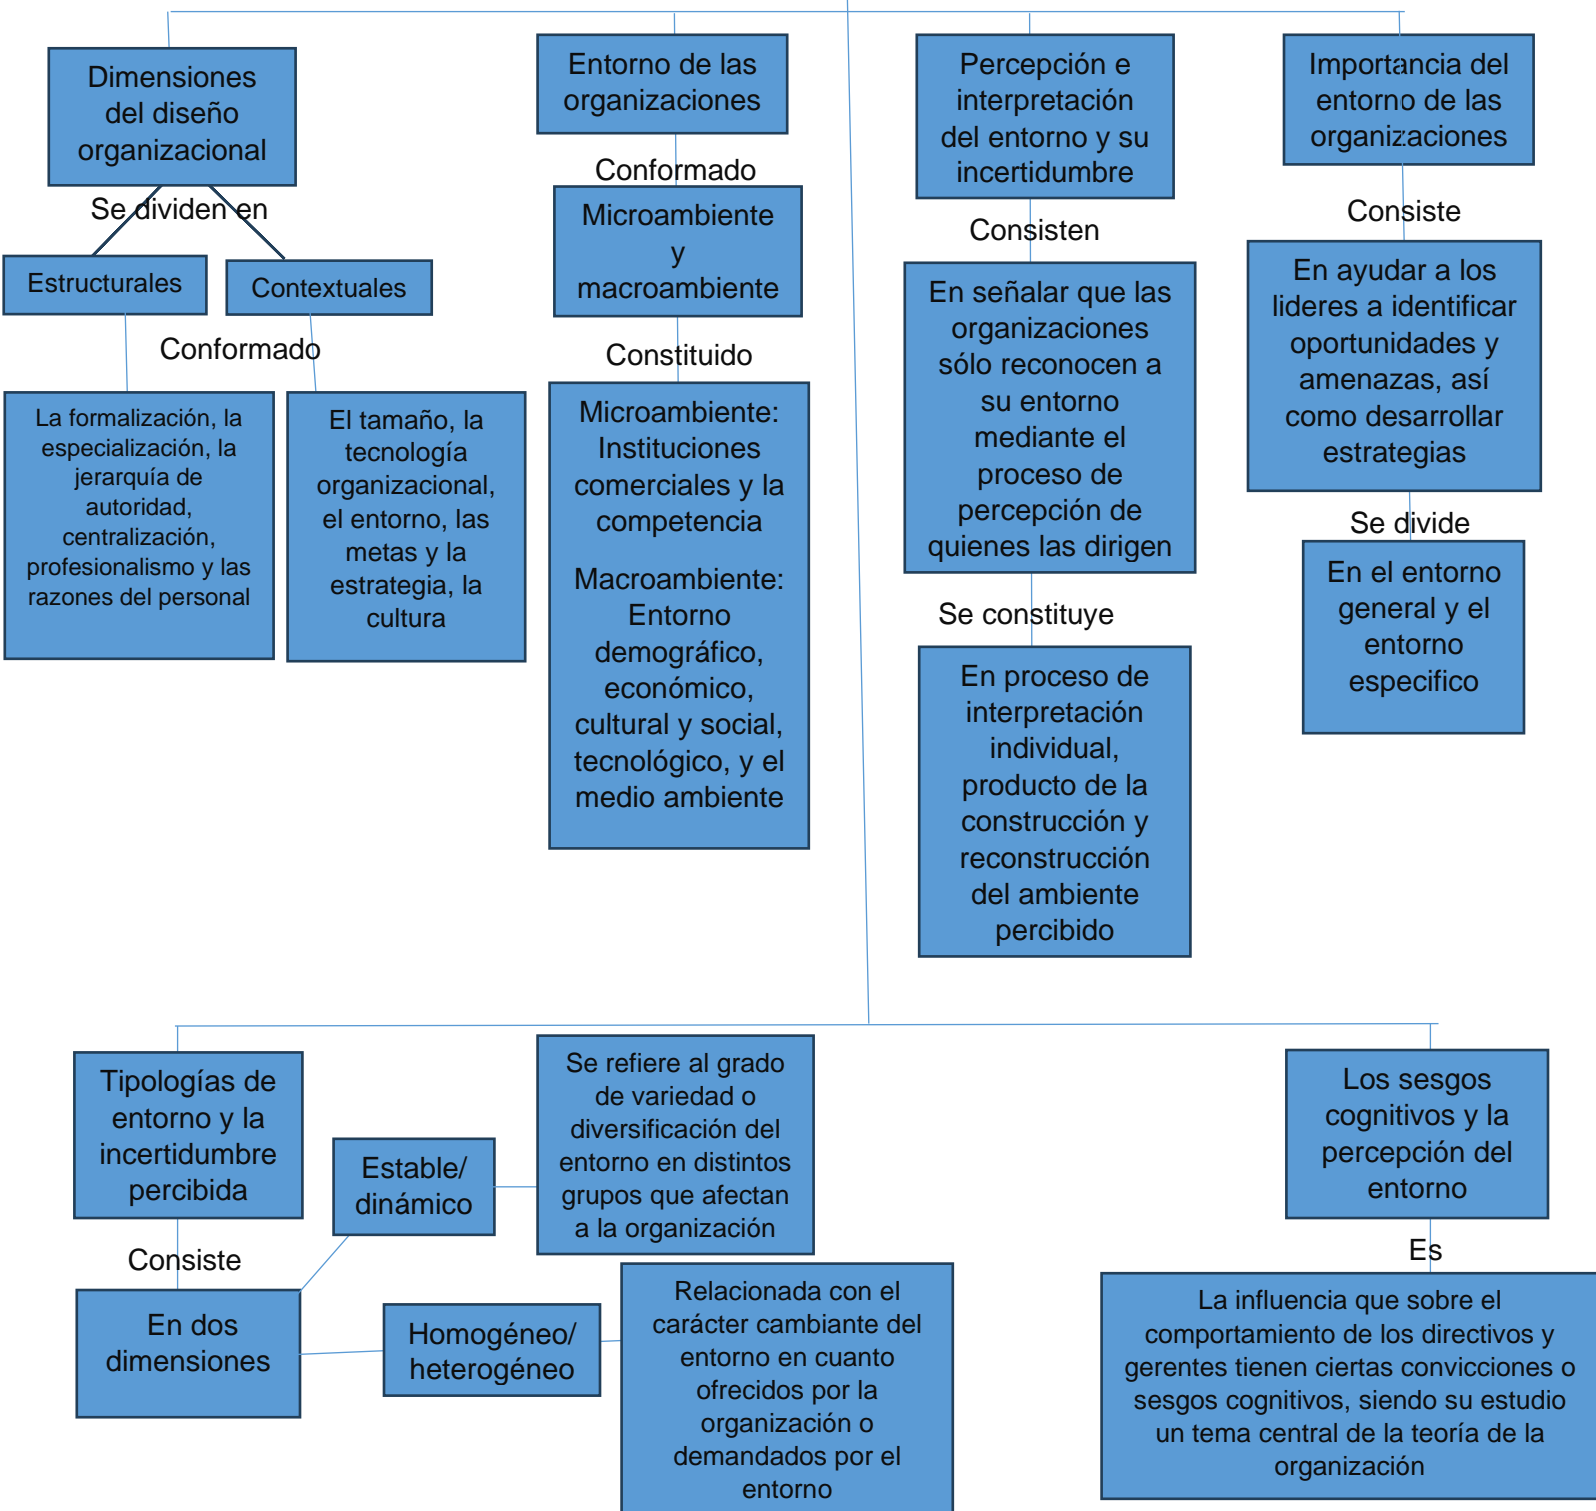 Dimensiones
del diseño
organizacional
Se dividen en
Estructurales
Contextuales
Conformado
La formalización, la
especialización, la
jerarquía de
autoridad,
centralización,
profesionalismo y las
razones del personal
El tamaño, la
tecnología
organizacional,
el entorno, las
metas y la
estrategia, la
cultura
Entorno de las
organizaciones
Conformado
Microambiente
y
macroambiente
Constituido
Microambiente:
Instituciones
comerciales y la
competencia
Macroambiente:
Entorno
demográfico,
económico,
cultural y social,
tecnológico, y el
medio ambiente
Percepción e
interpretación
del entorno y su
incertidumbre
Consisten
En señalar que las
organizaciones
sólo reconocen a
su entorno
mediante el
proceso de
percepción de
quienes las dirigen
Se constituye
En proceso de
interpretación
individual,
producto de la
construcción y
reconstrucción
del ambiente
percibido
Importancia del
entorno de las
organizaciones
Consiste
En ayudar a los
lideres a identificar
oportunidades y
amenazas, así
como desarrollar
estrategias
Se divide
En el entorno
general y el
entorno
especifico
Tipologías de
entorno y la
incertidumbre
percibida
Consiste
En dos
dimensiones
Estable/
dinámico
Se refiere al grado
de variedad o
diversificación del
entorno en distintos
grupos que afectan
a la organización
Homogéneo/
heterogéneo
Relacionada con el
carácter cambiante del
entorno en cuanto
ofrecidos por la
organización o
demandados por el
entorno
Los sesgos
cognitivos y la
percepción del
entorno
Es
La influencia que sobre el
comportamiento de los directivos y
gerentes tienen ciertas convicciones o
sesgos cognitivos, siendo su estudio
un tema central de la teoría de la
organización